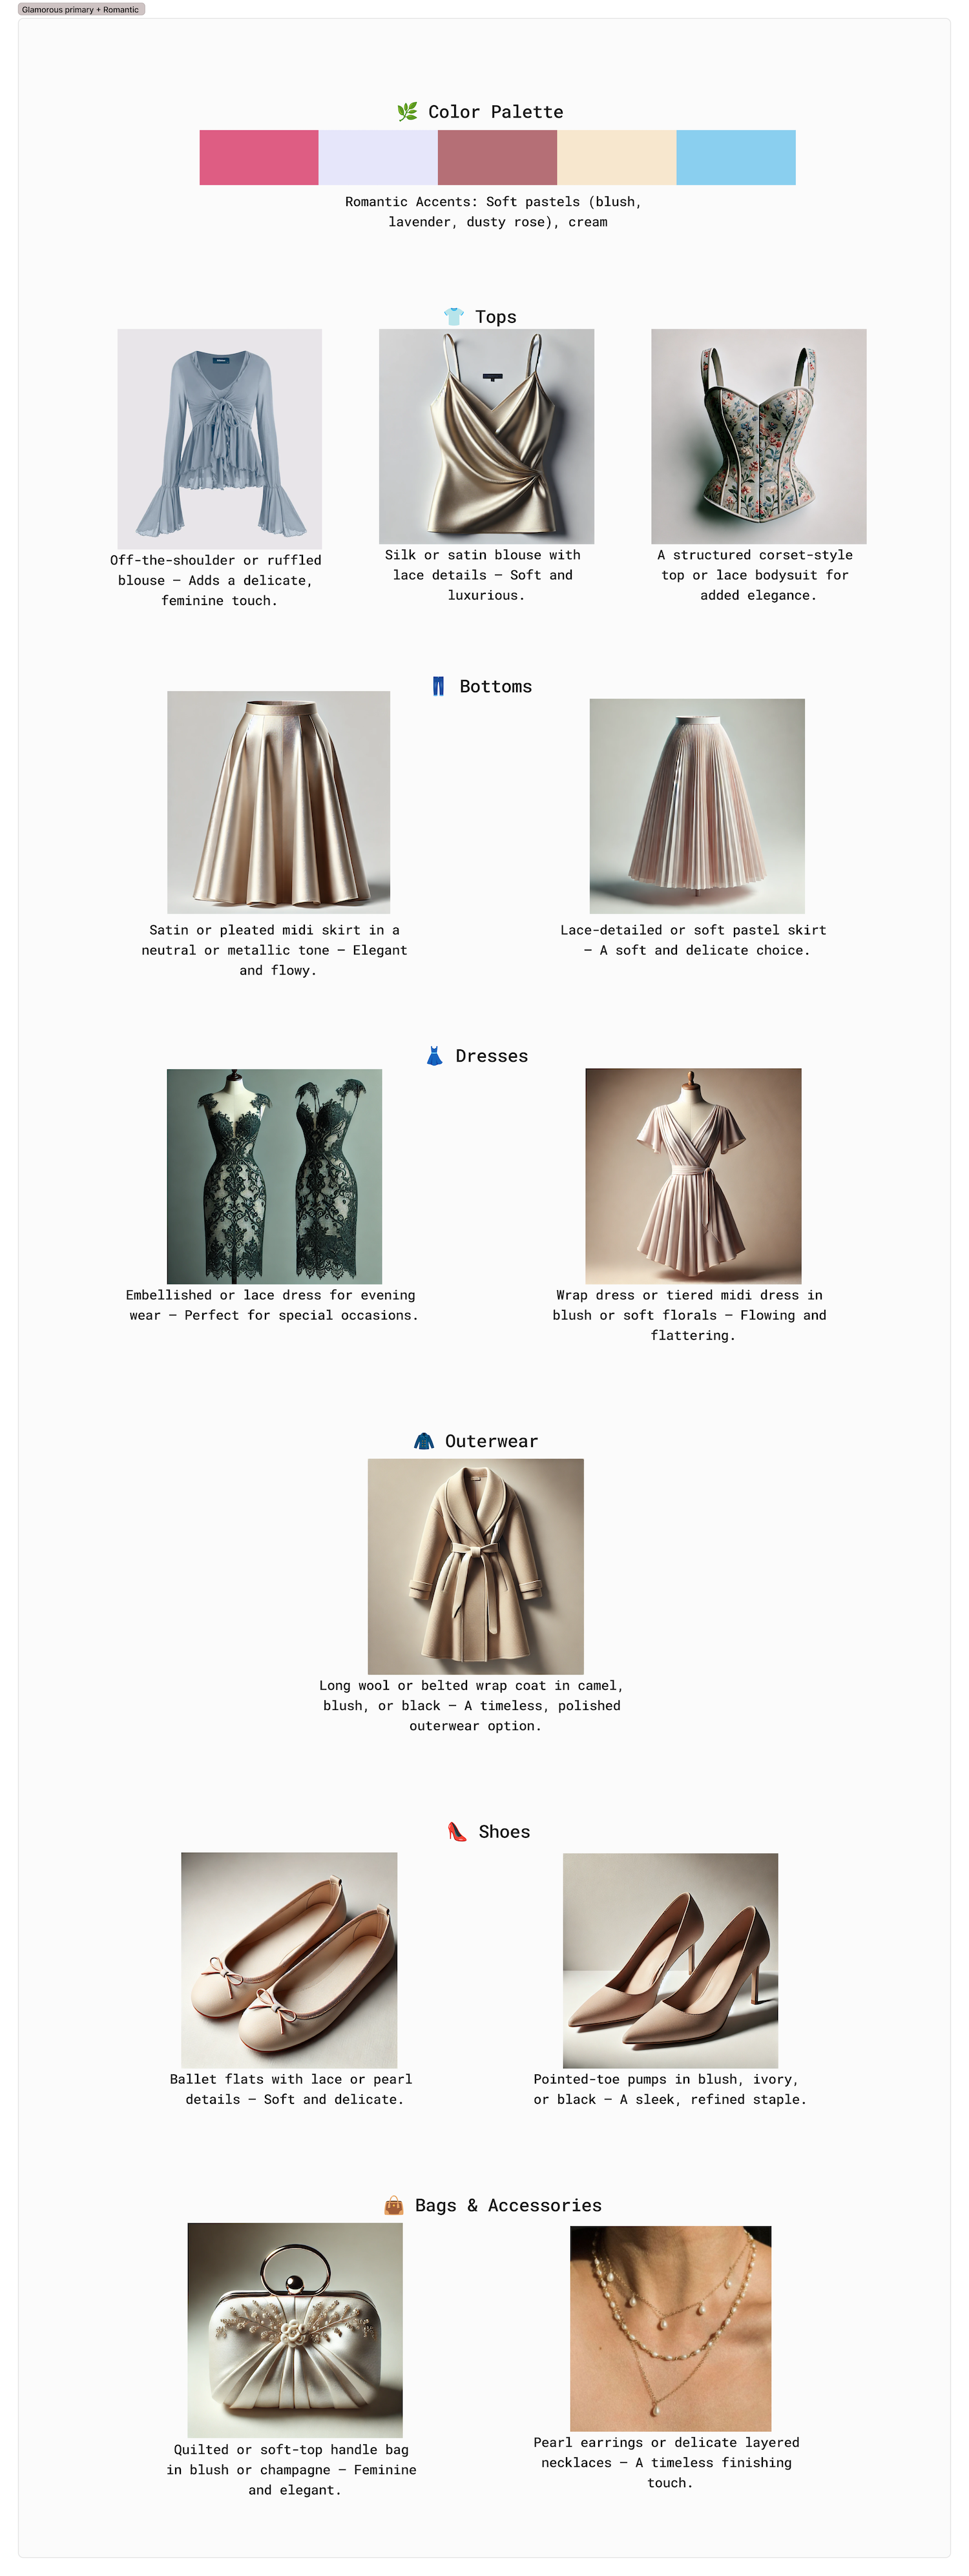 Glamorous primary + Romantic
🌿 Color Palette
Romantic Accents: Soft pastels (blush,
lavender, dusty rose), cream
👕 Tops
Off-the-shoulder or ruffled
blouse – Adds a delicate,
feminine touch.
Silk or satin blouse with
lace details – Soft and
luxurious.
A structured corset-style
top or lace bodysuit for
added elegance.
👖 Bottoms
Satin or pleated midi skirt in a
neutral or metallic tone – Elegant
and flowy.
Lace-detailed or soft pastel skirt
– A soft and delicate choice.
👗 Dresses
Embellished or lace dress for evening
wear – Perfect for special occasions.
Wrap dress or tiered midi dress in
blush or soft florals – Flowing and
flattering.
🧥 Outerwear
Long wool or belted wrap coat in camel,
blush, or black – A timeless, polished
outerwear option.
👠 Shoes
Ballet flats with lace or pearl
details – Soft and delicate.
Pointed-toe pumps in blush, ivory,
or black – A sleek, refined staple.
👜 Bags & Accessories
Quilted or soft-top handle bag
in blush or champagne – Feminine
and elegant.
Pearl earrings or delicate layered
necklaces – A timeless finishing
touch.